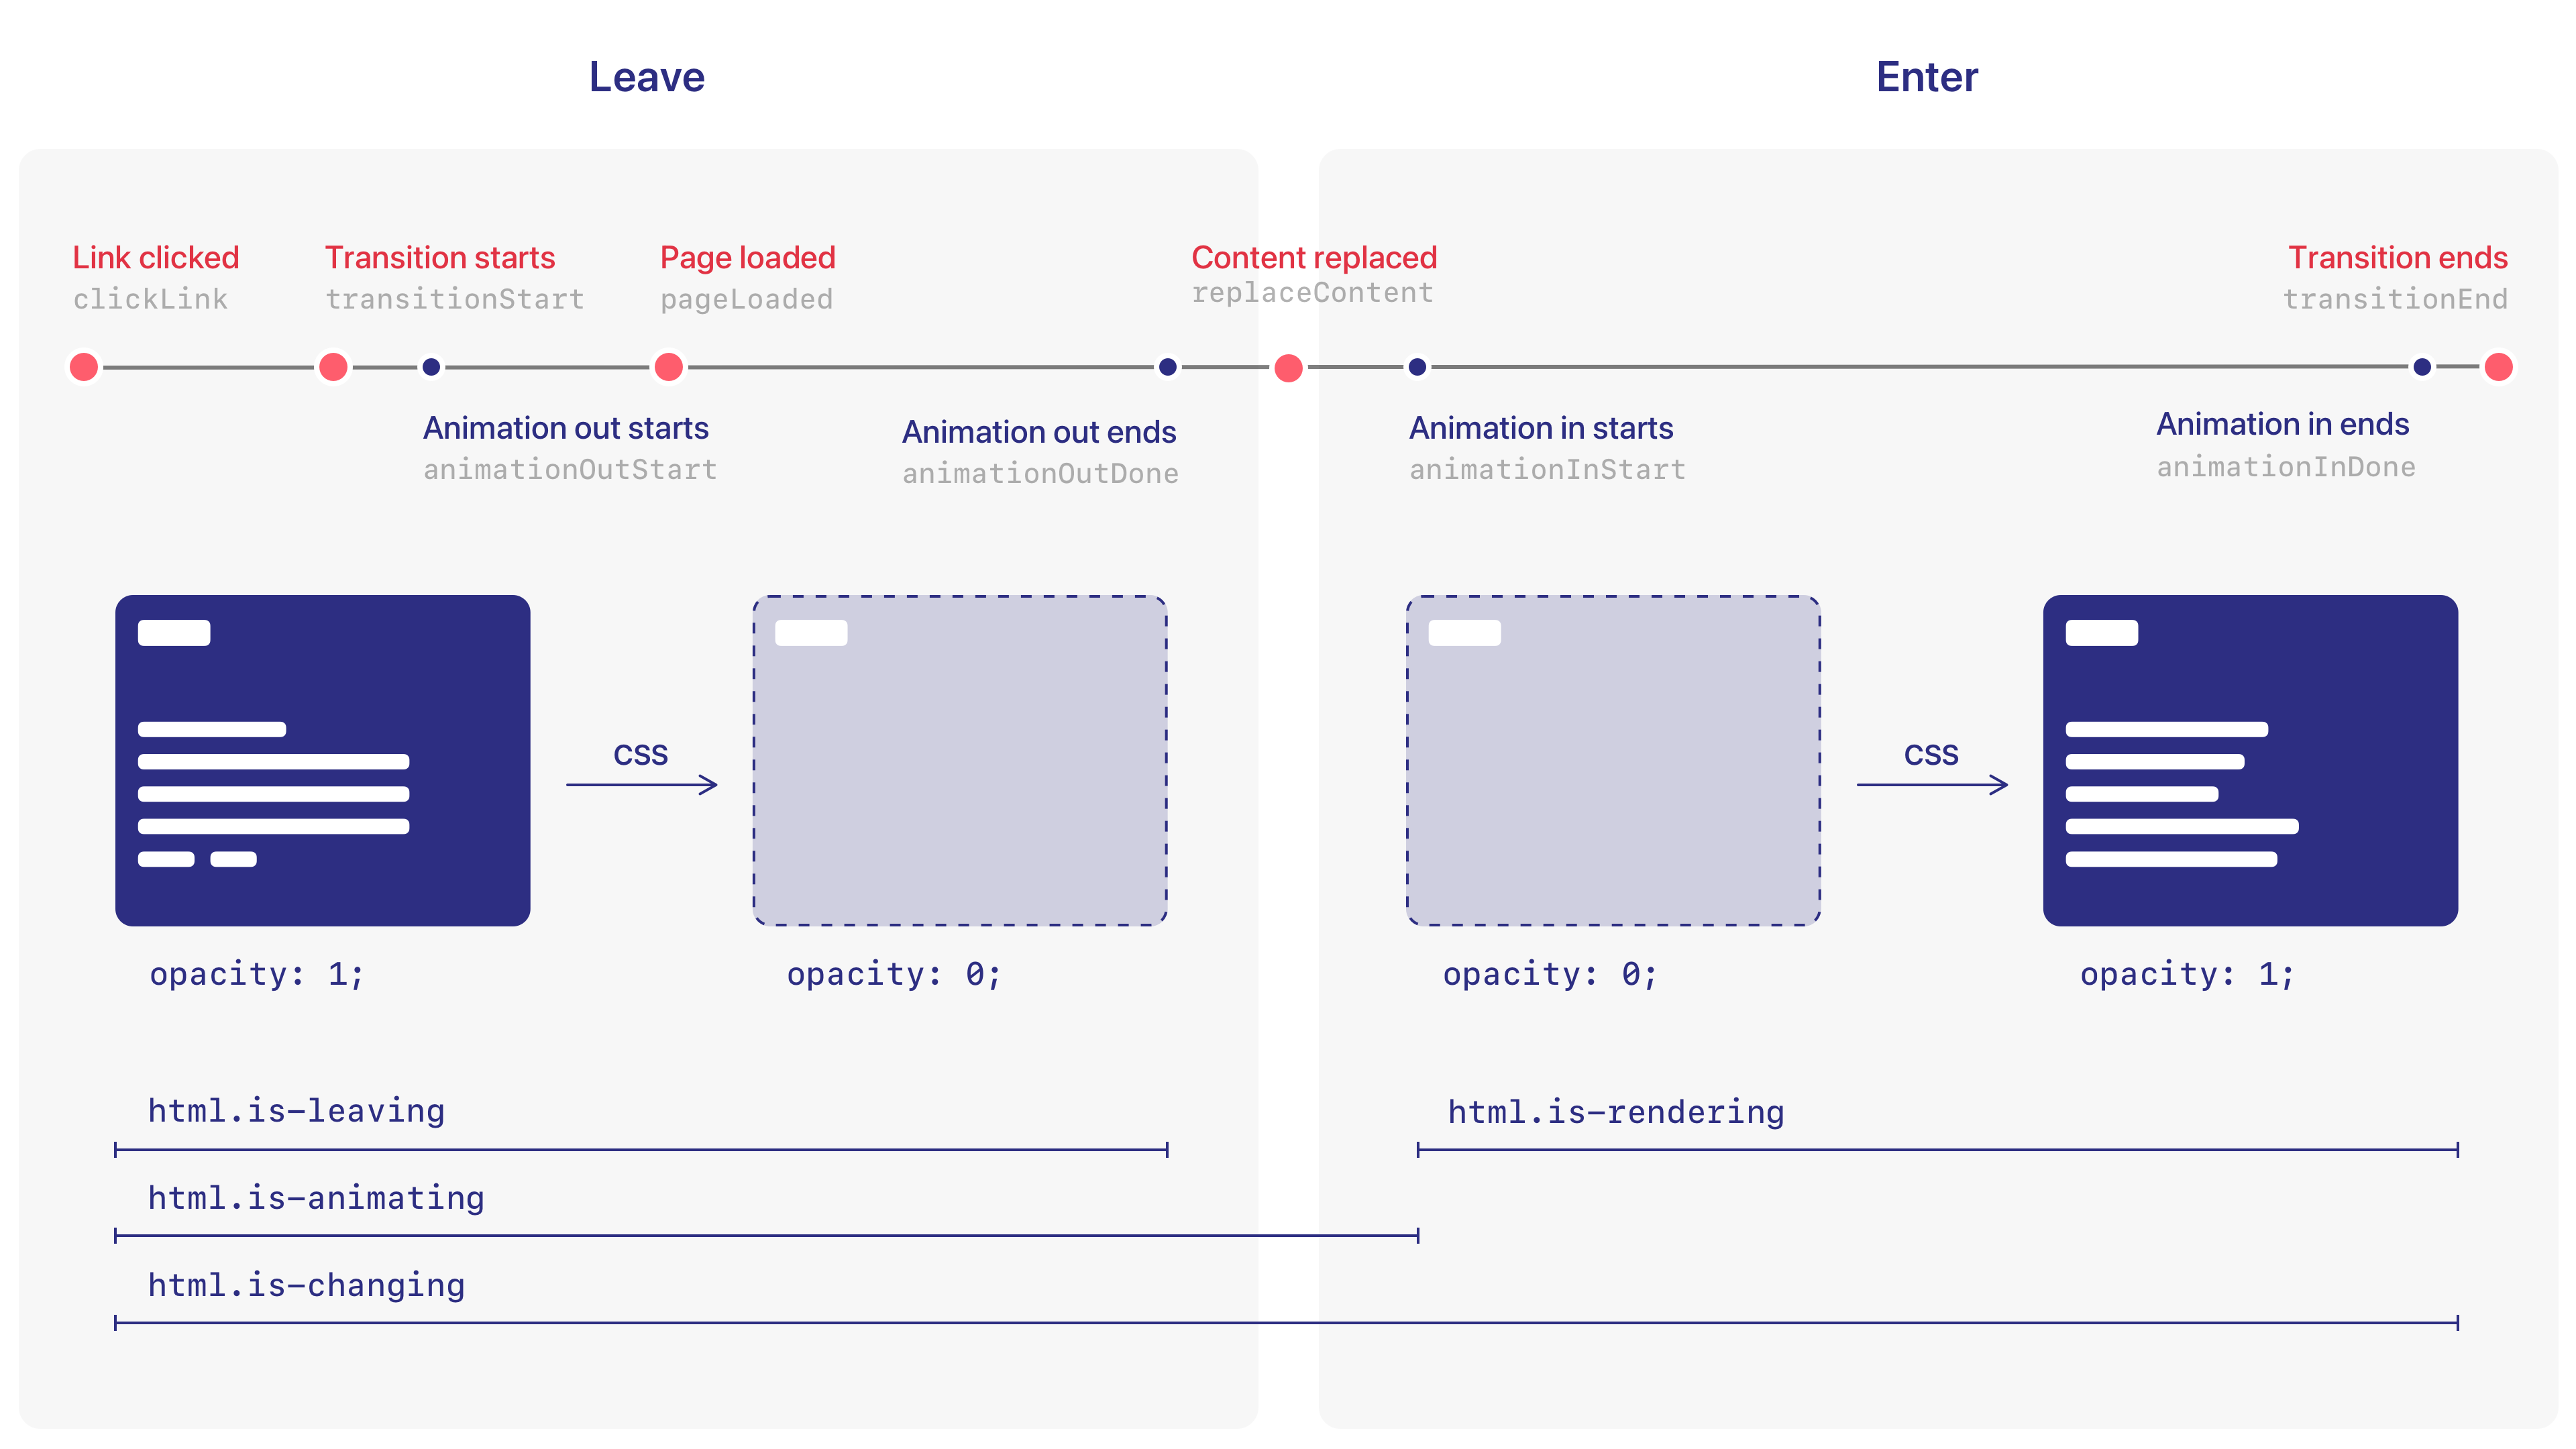 Leave
Enter
Link clicked
clickLink
Transition starts
transitionStart
Page loaded
pageLoaded
Content replaced
replaceContent
Transition ends
transitionEnd
Animation out starts
animationOutStart
Animation out ends
animationOutDone
Animation in starts
animationInStart
Animation in ends
animationInDone
CSS
CSS
opacity: 1;
opacity: 0;
opacity: 0;
opacity: 1;
html.is-leaving
html.is-rendering
html.is-animating
html.is-changing